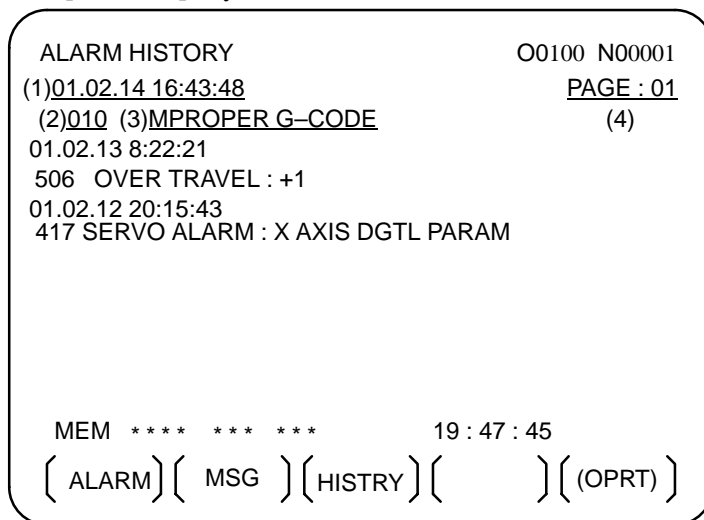 ALARM HISTORY O0100 N00001
(1)01.02.14 16:43:48 PAGE : 01
(2)010 (3)MPROPER G–CODE (4)
01.02.13 8:22:21
506 OVER TRAVEL : +1
01.02.12 20:15:43
417 SERVO ALARM : X AXIS DGTL PARAM
MEM **** *** *** 19 : 47 : 45
[ ALARM ] [ MSG ] [ HISTRY ] [ ] [ (OPRT) ]